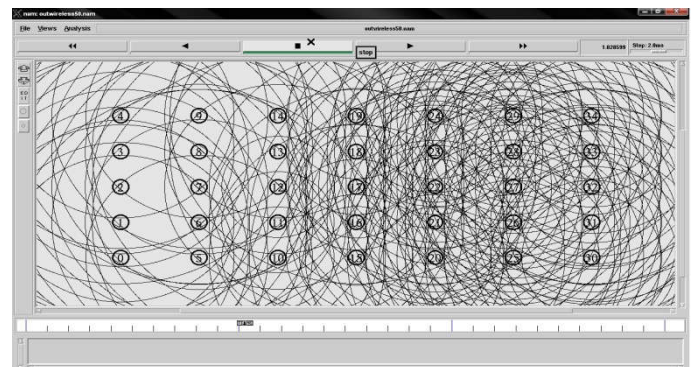 nam: outwireless50.nam
File Views Analysis
outwireless50.nam
stop
Step: 2.0ms
4 9 14 19 24 29 34
3 8 13 18 23 28 33
2 7 12 17 22 27 32
1 6 11 16 21 26 31
0 5 10 15 20 25 30